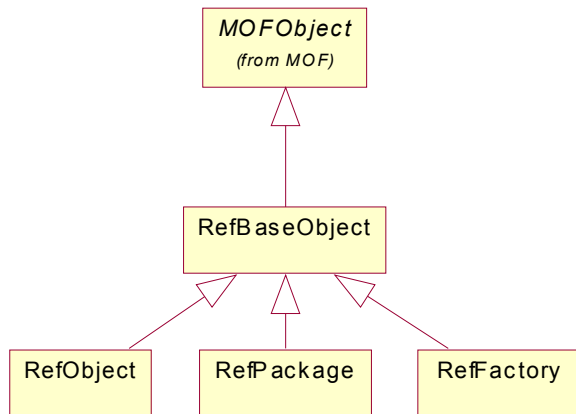 MOFObject
(from MOF)
RefBaseObject
RefObject
RefPackage
RefFactory